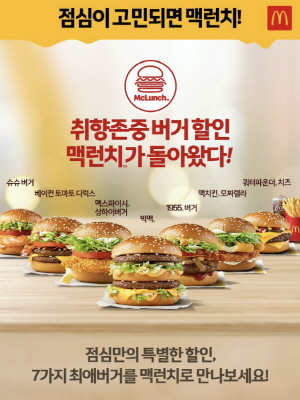 점심이 고민되면 맥런치!
McLunch.
취향존중 버거 할인
맥런치가 돌아왔다!
슈슈 버거
베이컨 토마토 디럭스
맥스파이시
상하이버거
빅맥
1955 버거
맥치킨 모짜렐라
쿼터파운더 치즈
점심만의 특별한 할인,
7가지 최애버거를 맥런치로 만나보세요!